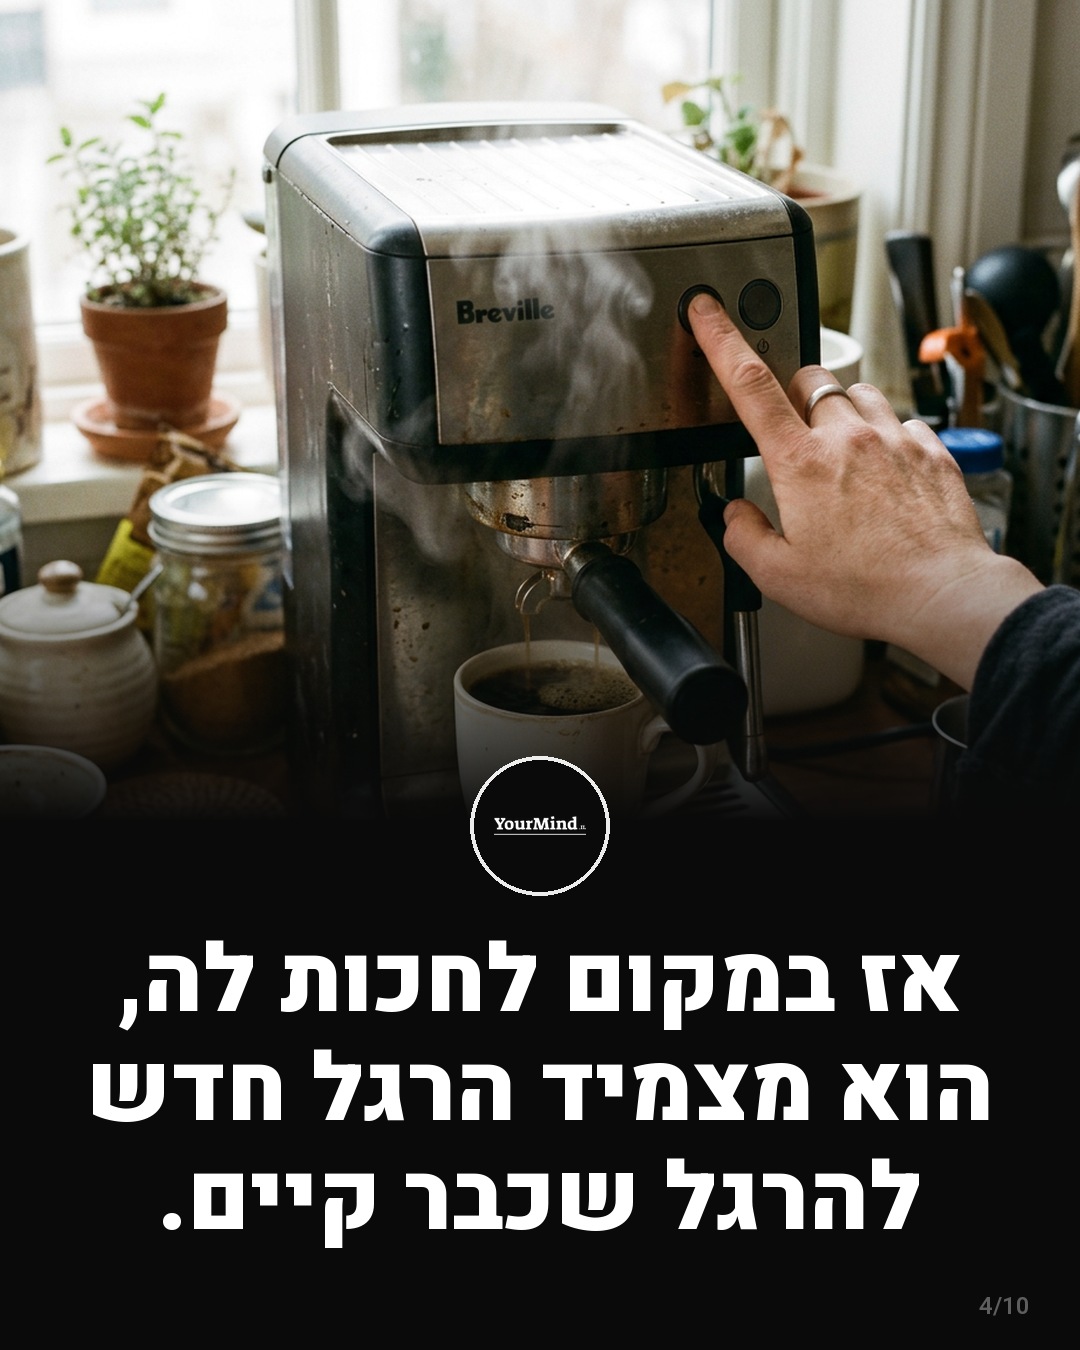 Breville
YourMind
אז במקום לחכות לה,
הוא מצמיד הרגל חדש
להרגל שכבר קיים.
4/10